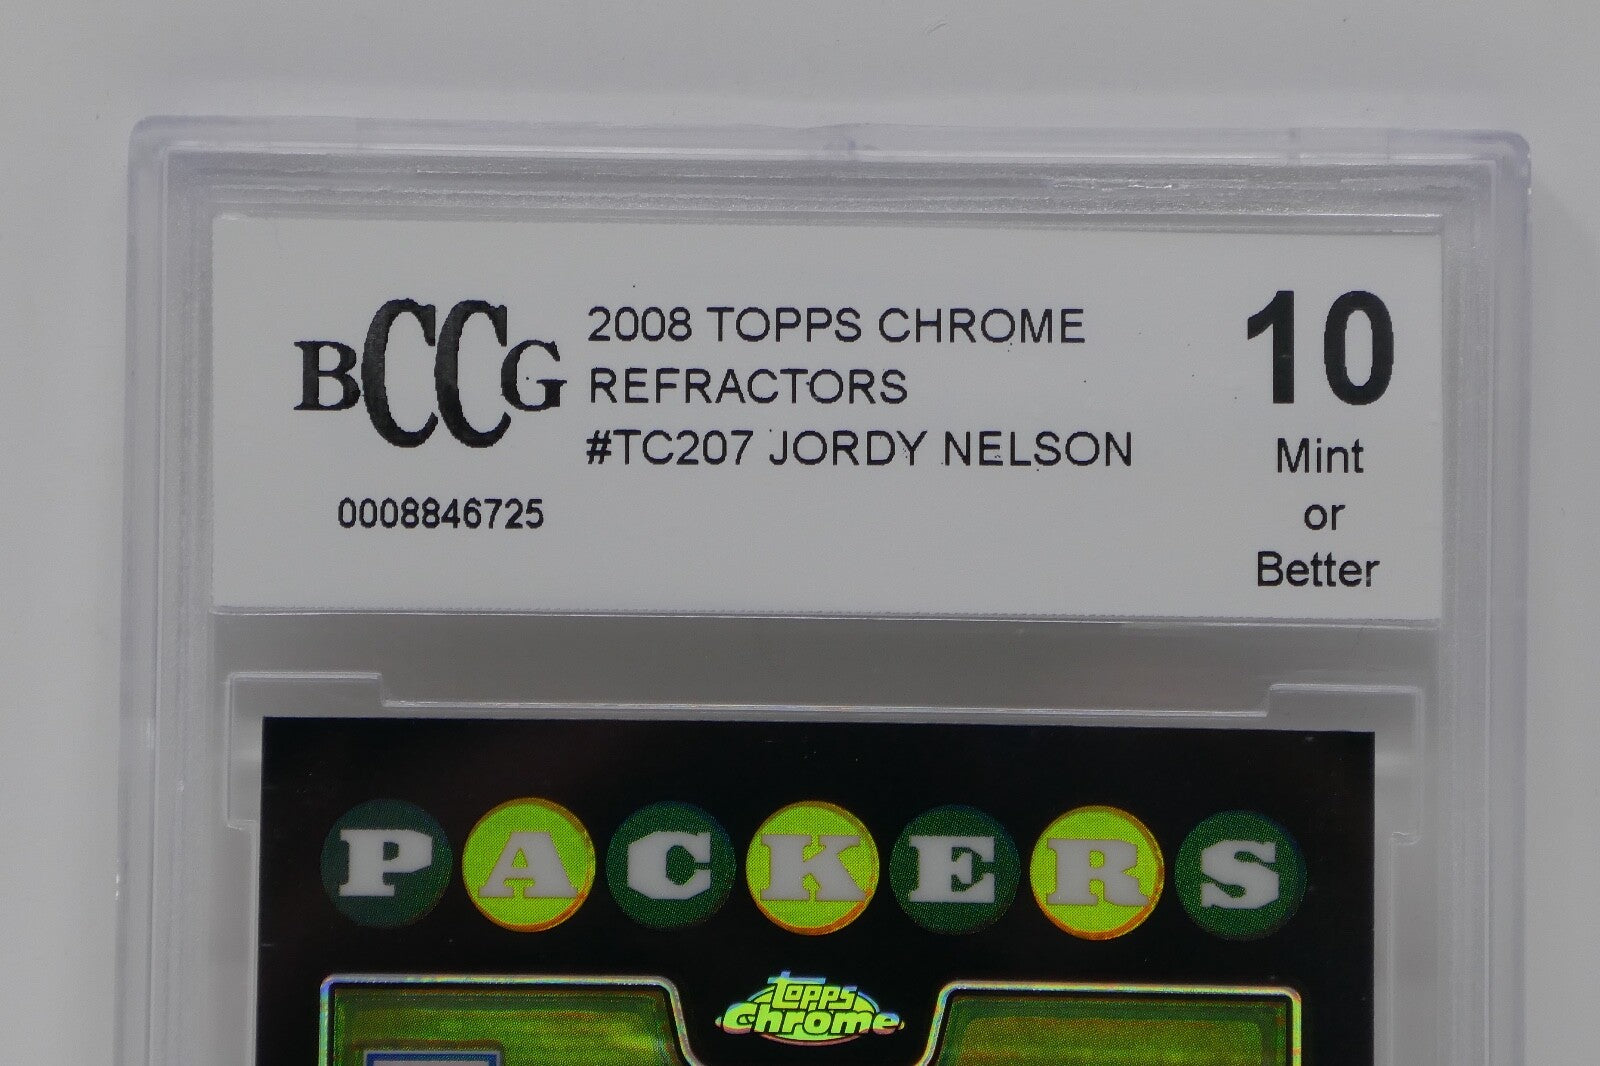 BCCG
2008 TOPPS CHROME
REFRACTORS
#TC207 JORDY NELSON
0008846725
10
Mint
or
Better
PACKERS
topps
Chrome